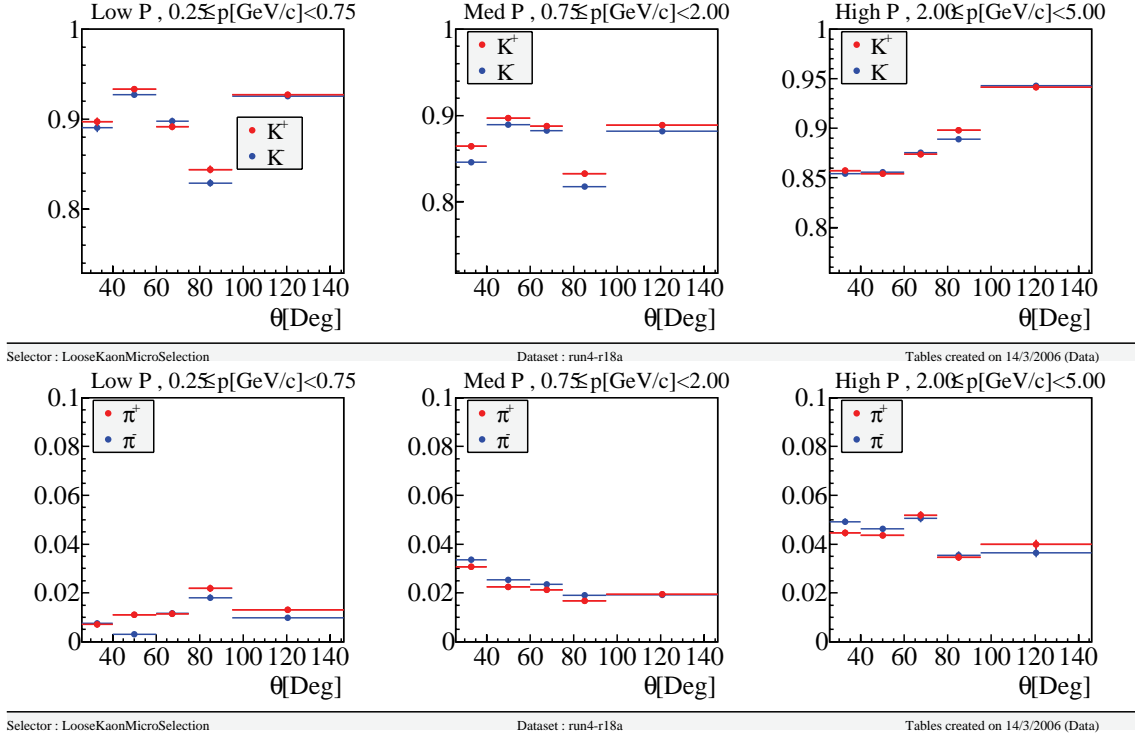 Low P , 0.25≤p[GeV/c]<0.75
Med P , 0.75≤p[GeV/c]<2.00
High P , 2.00≤p[GeV/c]<5.00
1
0.9
0.8
K+
K-
40 60 80 100 120 140
θ[Deg]
1
0.9
0.8
K+
K-
40 60 80 100 120 140
θ[Deg]
1
0.95
0.9
0.85
0.8
K+
K-
40 60 80 100 120 140
θ[Deg]
Selector : LooseKaonMicroSelection
Dataset : run4-r18a
Tables created on 14/3/2006 (Data)
Low P , 0.25≤p[GeV/c]<0.75
Med P , 0.75≤p[GeV/c]<2.00
High P , 2.00≤p[GeV/c]<5.00
0.1
0.08
0.06
0.04
0.02
0
π+
π-
40 60 80 100 120 140
θ[Deg]
0.1
0.08
0.06
0.04
0.02
0
π+
π-
40 60 80 100 120 140
θ[Deg]
0.1
0.08
0.06
0.04
0.02
0
π+
π-
40 60 80 100 120 140
θ[Deg]
Selector : LooseKaonMicroSelection
Dataset : run4-r18a
Tables created on 14/3/2006 (Data)